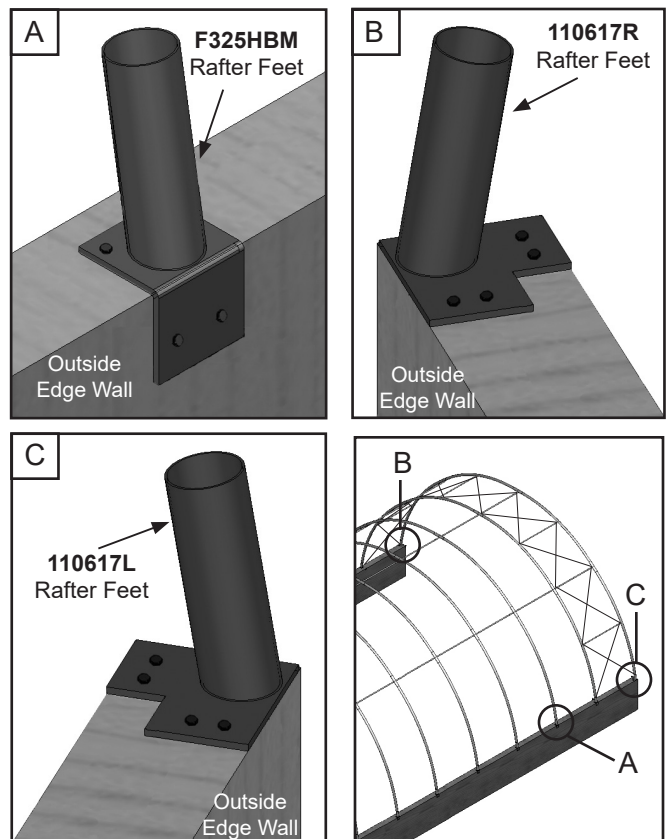 A
F325HBM
Rafter Feet
Outside
Edge Wall
B
110617R
Rafter Feet
Outside
Edge Wall
C
110617L
Rafter Feet
Outside
Edge Wall
B
C
A